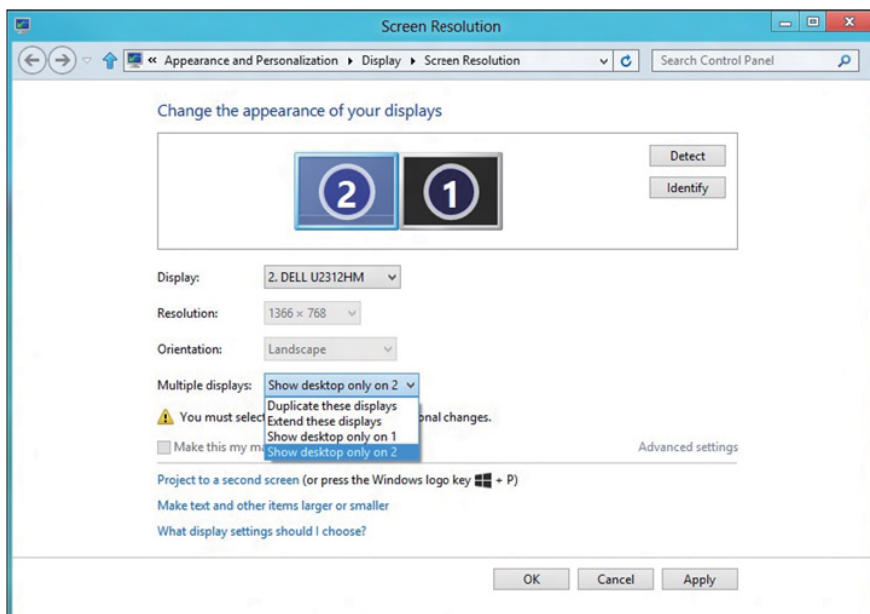 Screen Resolution
« Appearance and Personalization ▸ Display ▸ Screen Resolution
Search Control Panel
Change the appearance of your displays
2
1
Detect
Identify
Display: 2. DELL U2312HM
Resolution: 1366 × 768
Orientation: Landscape
Multiple displays: Show desktop only on 2
Duplicate these displays
You must select onal changes.
Extend these displays
Show desktop only on 1
Make this my Advanced settings
Show desktop only on 2
Project to a second screen (or press the Windows logo key + P)
Make text and other items larger or smaller
What display settings should I choose?
OK Cancel Apply